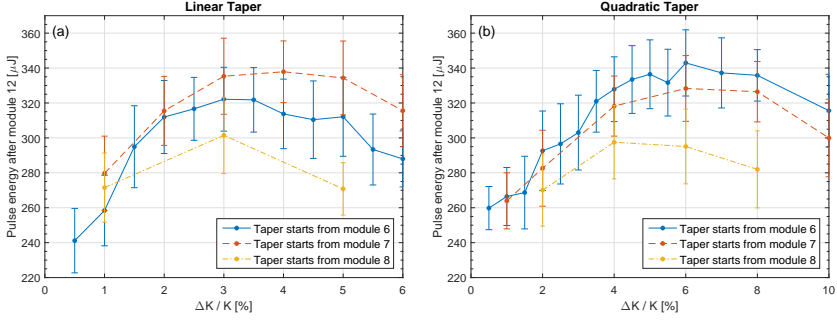 Linear Taper
(a)
Pulse energy after module 12 [μJ]
360
340
320
300
280
260
240
220
0 1 2 3 4 5 6
ΔK / K [%]
Taper starts from module 6
Taper starts from module 7
Taper starts from module 8
Quadratic Taper
(b)
Pulse energy after module 12 [μJ]
360
340
320
300
280
260
240
220
0 2 4 6 8 10
ΔK / K [%]
Taper starts from module 6
Taper starts from module 7
Taper starts from module 8